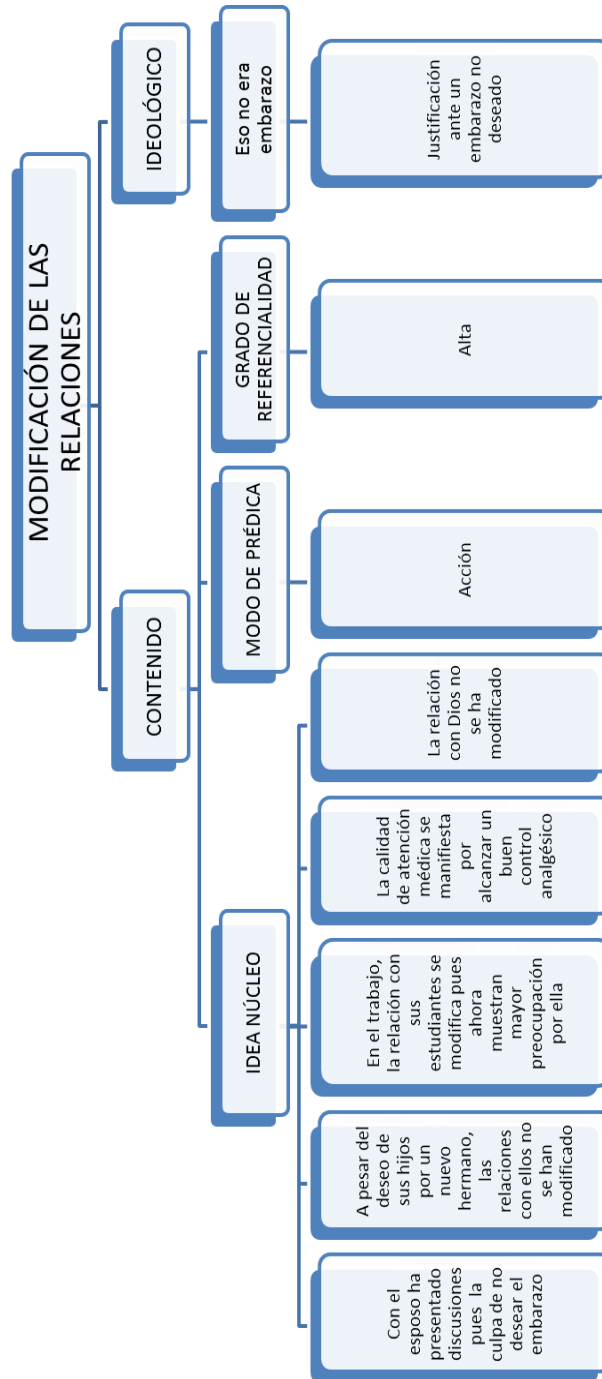 MODIFICACIÓN DE LAS
RELACIONES
CONTENIDO
IDEOLÓGICO
IDEA NÚCLEO
MODO DE PRÉDICA
GRADO DE
REFERENCIALIDAD
Eso no era
embarazo
Con el
esposo ha
presentado
discusiones
pues la
culpa de no
desear el
embarazo
A pesar del
deseo de
sus hijos
por un
nuevo
hermano,
las
relaciones
con ellos no
se han
modificado
En el trabajo,
la relación con
sus
estudiantes se
modifica pues
ahora
muestran
mayor
preocupación
por ella
La calidad
de atención
médica se
manifiesta
por
alcanzar un
buen
control
analgésico
La relación
con Dios no
se ha
modificado
Acción
Alta
Justificación
ante un
embarazo no
deseado